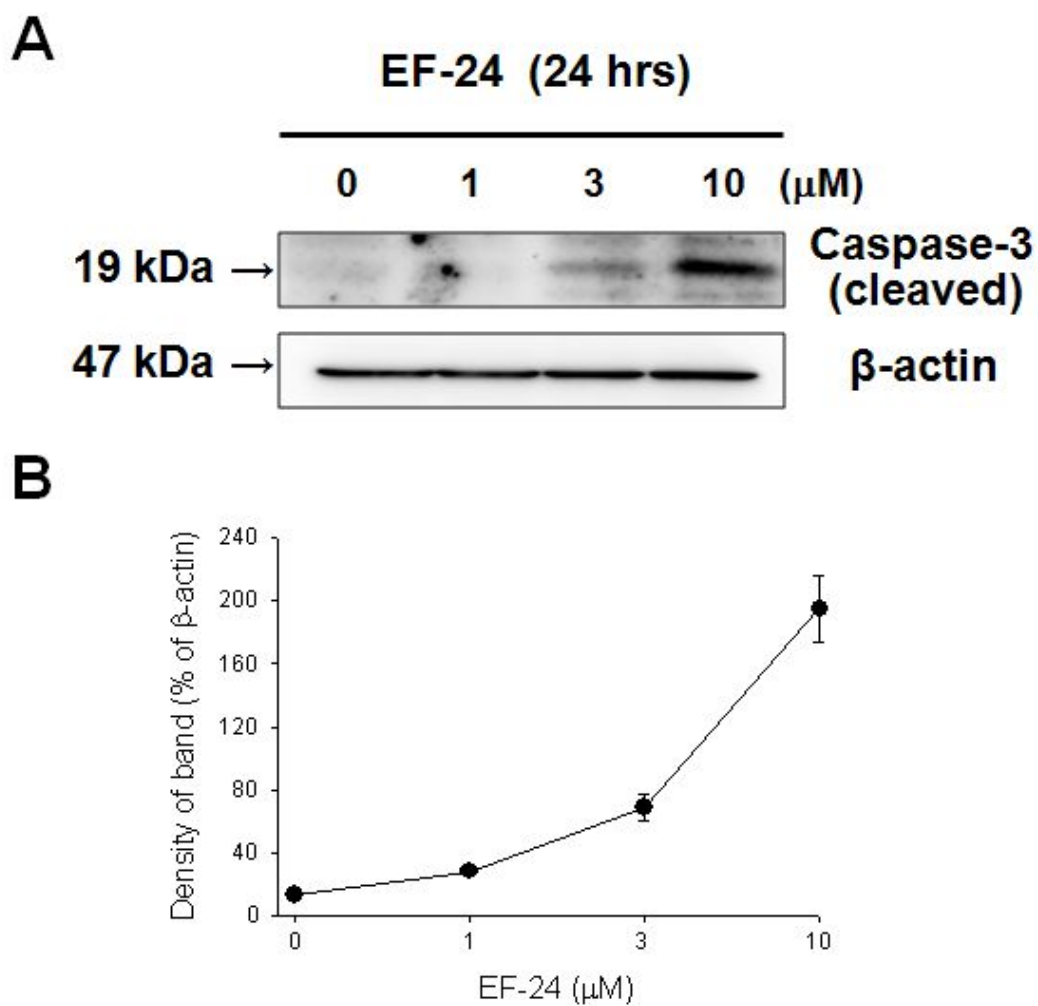 A
EF-24 (24 hrs)
0 1 3 10 (μM)
19 kDa →
Caspase-3
(cleaved)
47 kDa →
β-actin
B
Density of band (% of β-actin)
240
200
160
120
80
40
0
0 1 3 10
EF-24 (μM)